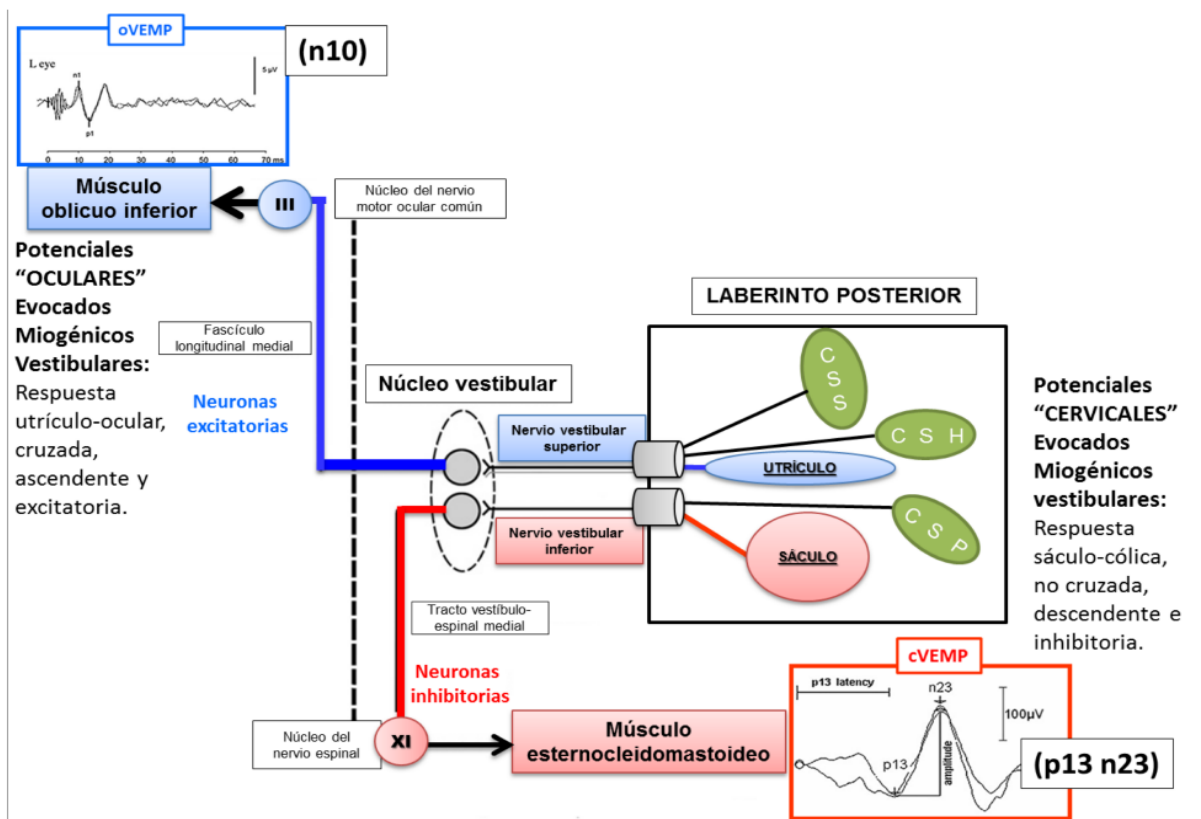 oVEMP
(n10)
L eye
n1
p1
5 µV
0 10 20 30 40 50 60 70 ms
Músculo
oblicuo inferior
III
Núcleo del nervio
motor ocular común
Potenciales
“OCULARES”
Evocados
Miogénicos
Vestibulares:
Respuesta
utrículo-ocular,
cruzada,
ascendente y
excitatoria.
Fascículo
longitudinal medial
Neuronas
excitatorias
Núcleo vestibular
Nervio vestibular
superior
Nervio vestibular
inferior
LABERINTO POSTERIOR
C S S
C S H
UTRÍCULO
C S P
SÁCULO
Potenciales
“CERVICALES”
Evocados
Miogénicos
vestibulares:
Respuesta
sáculo-cólica,
no cruzada,
descendente e
inhibitoria.
Tracto vestíbulo-
espinal medial
Neuronas
inhibitorias
Núcleo del
nervio espinal
XI
Músculo
esternocleidomastoideo
cVEMP
p13 latency
n23
100µV
p13
amplitude
(p13 n23)